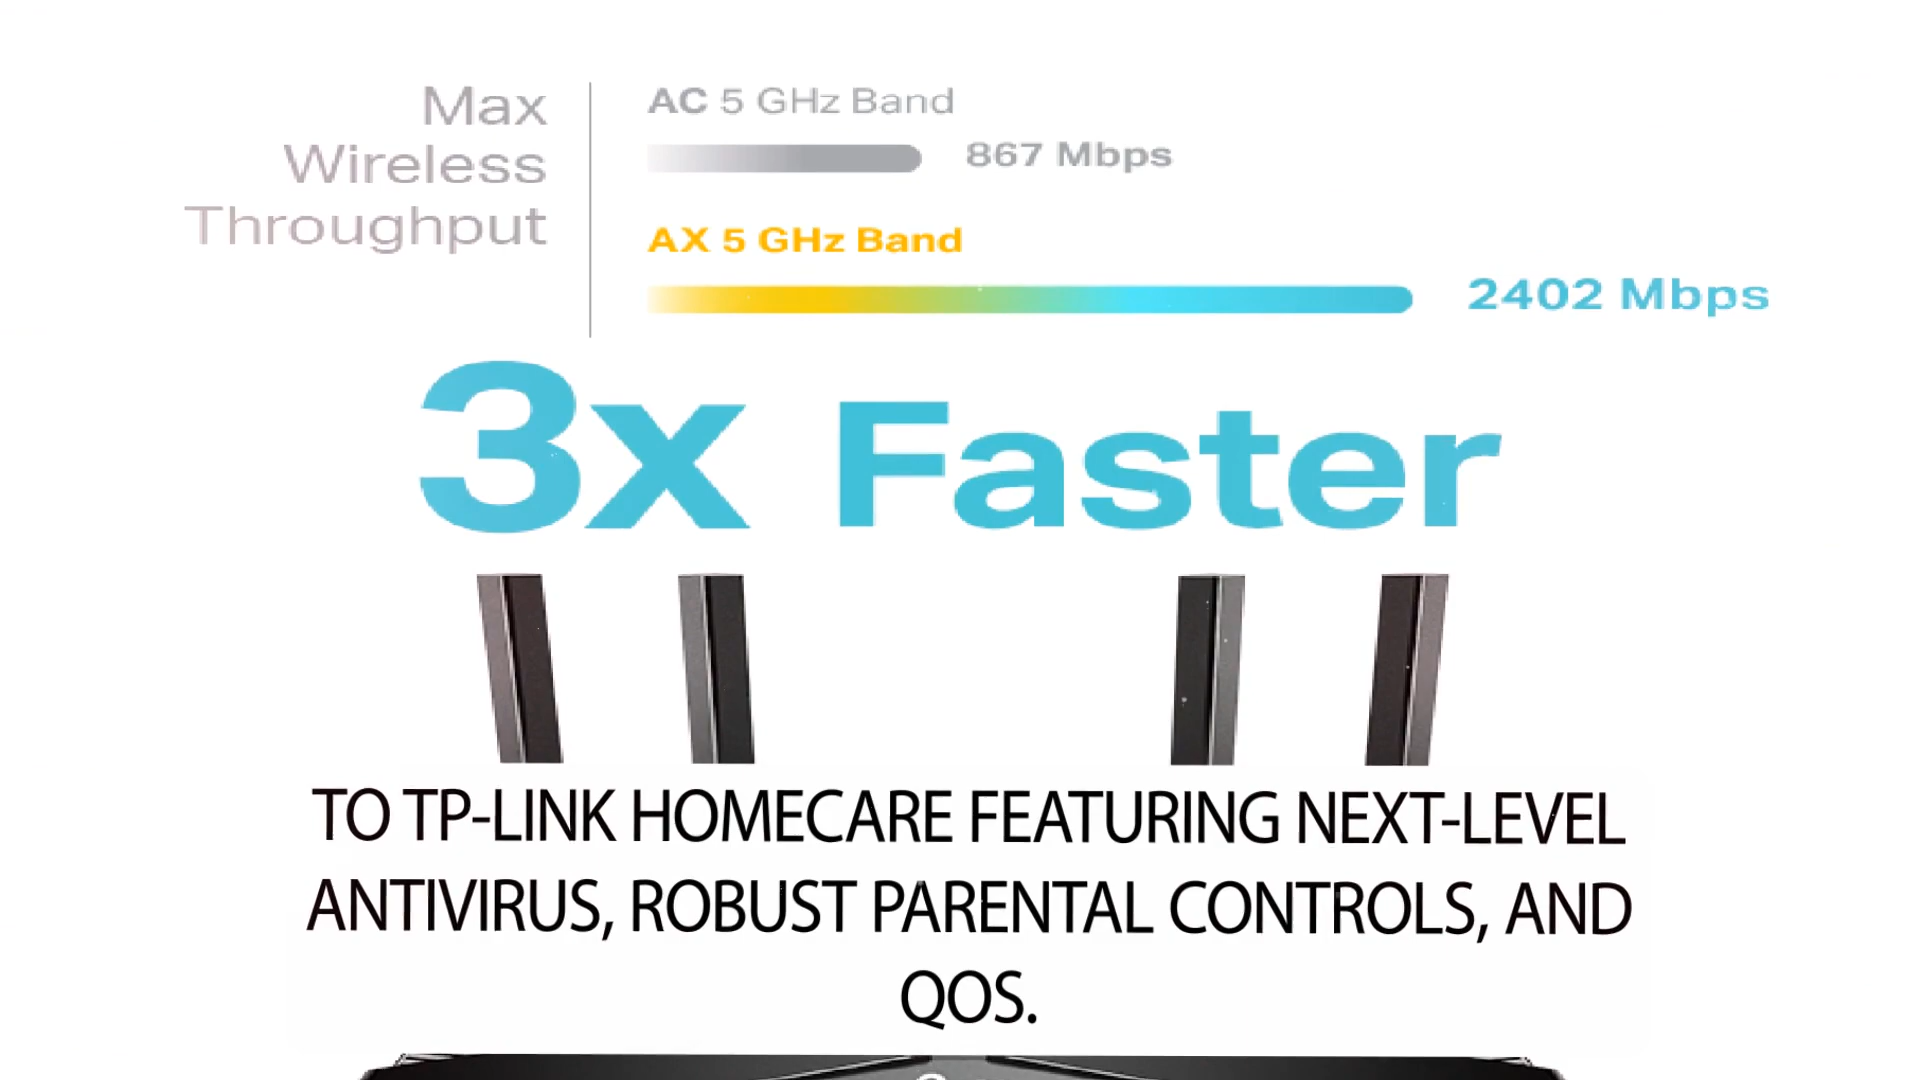 Max
Wireless
Throughput
AC 5 GHz Band
867 Mbps
AX 5 GHz Band
2402 Mbps
3x Faster
TO TP-LINK HOMECARE FEATURING NEXT-LEVEL
ANTIVIRUS, ROBUST PARENTAL CONTROLS, AND
QOS.